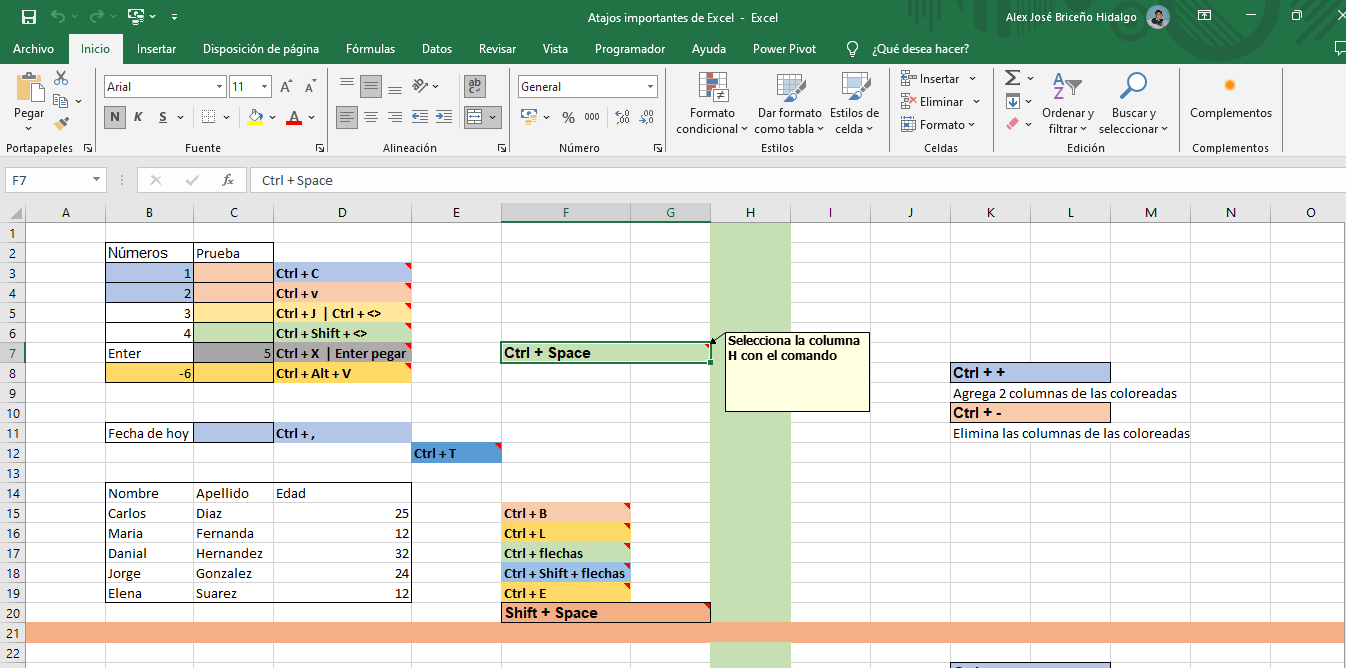 Atajos importantes de Excel - Excel
Alex José Briceño Hidalgo
Archivo Inicio Insertar Disposición de página Fórmulas Datos Revisar Vista Programador Ayuda Power Pivot ¿Qué desea hacer?
Pegar
Portapapeles
Arial 11
N K S
Fuente
ab
Alineación
General
% 000
Número
Formato condicional
Dar formato como tabla
Estilos de celda
Estilos
Insertar
Eliminar
Formato
Celdas
Ordenar y filtrar
Buscar y seleccionar
Edición
Complementos
Complementos
F7 fx Ctrl + Space
A B C D E F G H I J K L M N O
1
2 Números Prueba
3 1 Ctrl + C
4 2 Ctrl + v
5 3 Ctrl + J | Ctrl + <>
6 4 Ctrl + Shift + <>
7 Enter 5 Ctrl + X | Enter pegar Ctrl + Space
Selecciona la columna
H con el comando
8 -6 Ctrl + Alt + V Ctrl + +
9 Agrega 2 columnas de las coloreadas
10 Ctrl + -
11 Fecha de hoy Ctrl + , Elimina las columnas de las coloreadas
12 Ctrl + T
13
14 Nombre Apellido Edad
15 Carlos Diaz 25 Ctrl + B
16 Maria Fernanda 12 Ctrl + L
17 Danial Hernandez 32 Ctrl + flechas
18 Jorge Gonzalez 24 Ctrl + Shift + flechas
19 Elena Suarez 12 Ctrl + E
20 Shift + Space
21
22